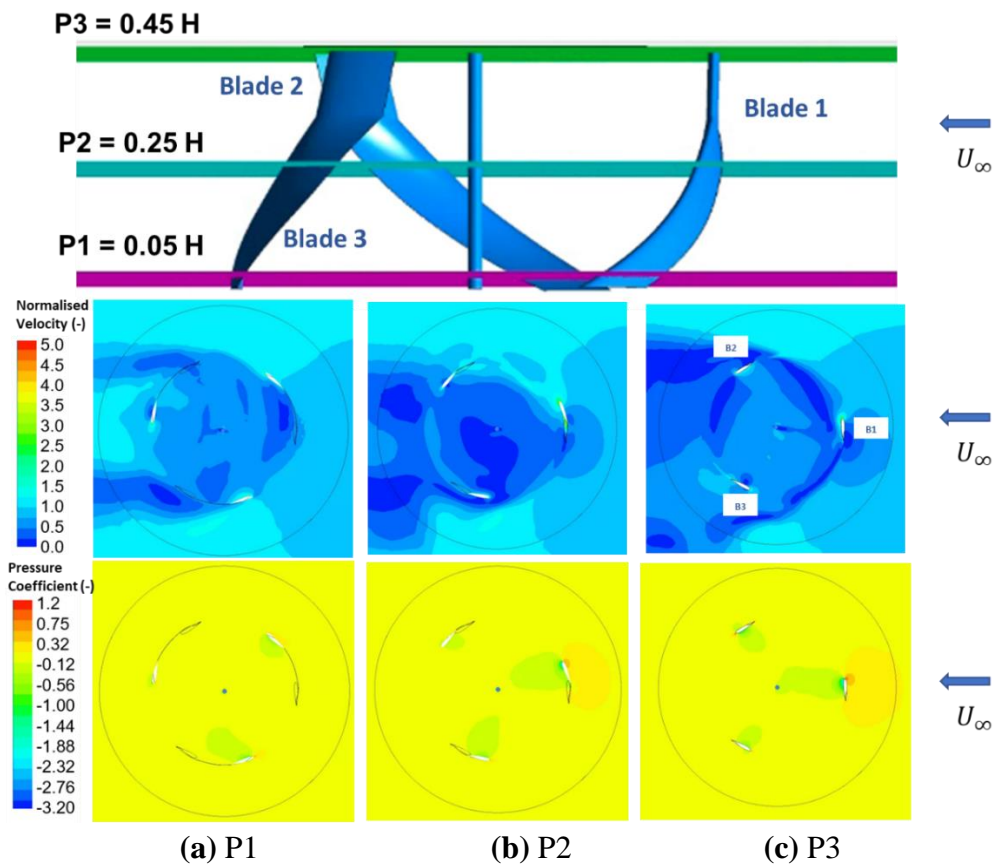 P3 = 0.45 H
Blade 2
Blade 1
P2 = 0.25 H
U∞
Blade 3
P1 = 0.05 H
Normalised
Velocity (-)
5.0
4.5
4.0
3.5
3.0
2.5
2.0
1.5
1.0
0.5
0.0
B2
B1
B3
U∞
Pressure
Coefficient (-)
1.2
0.75
0.32
-0.12
-0.56
-1.00
-1.44
-1.88
-2.32
-2.76
-3.20
U∞
(a) P1
(b) P2
(c) P3